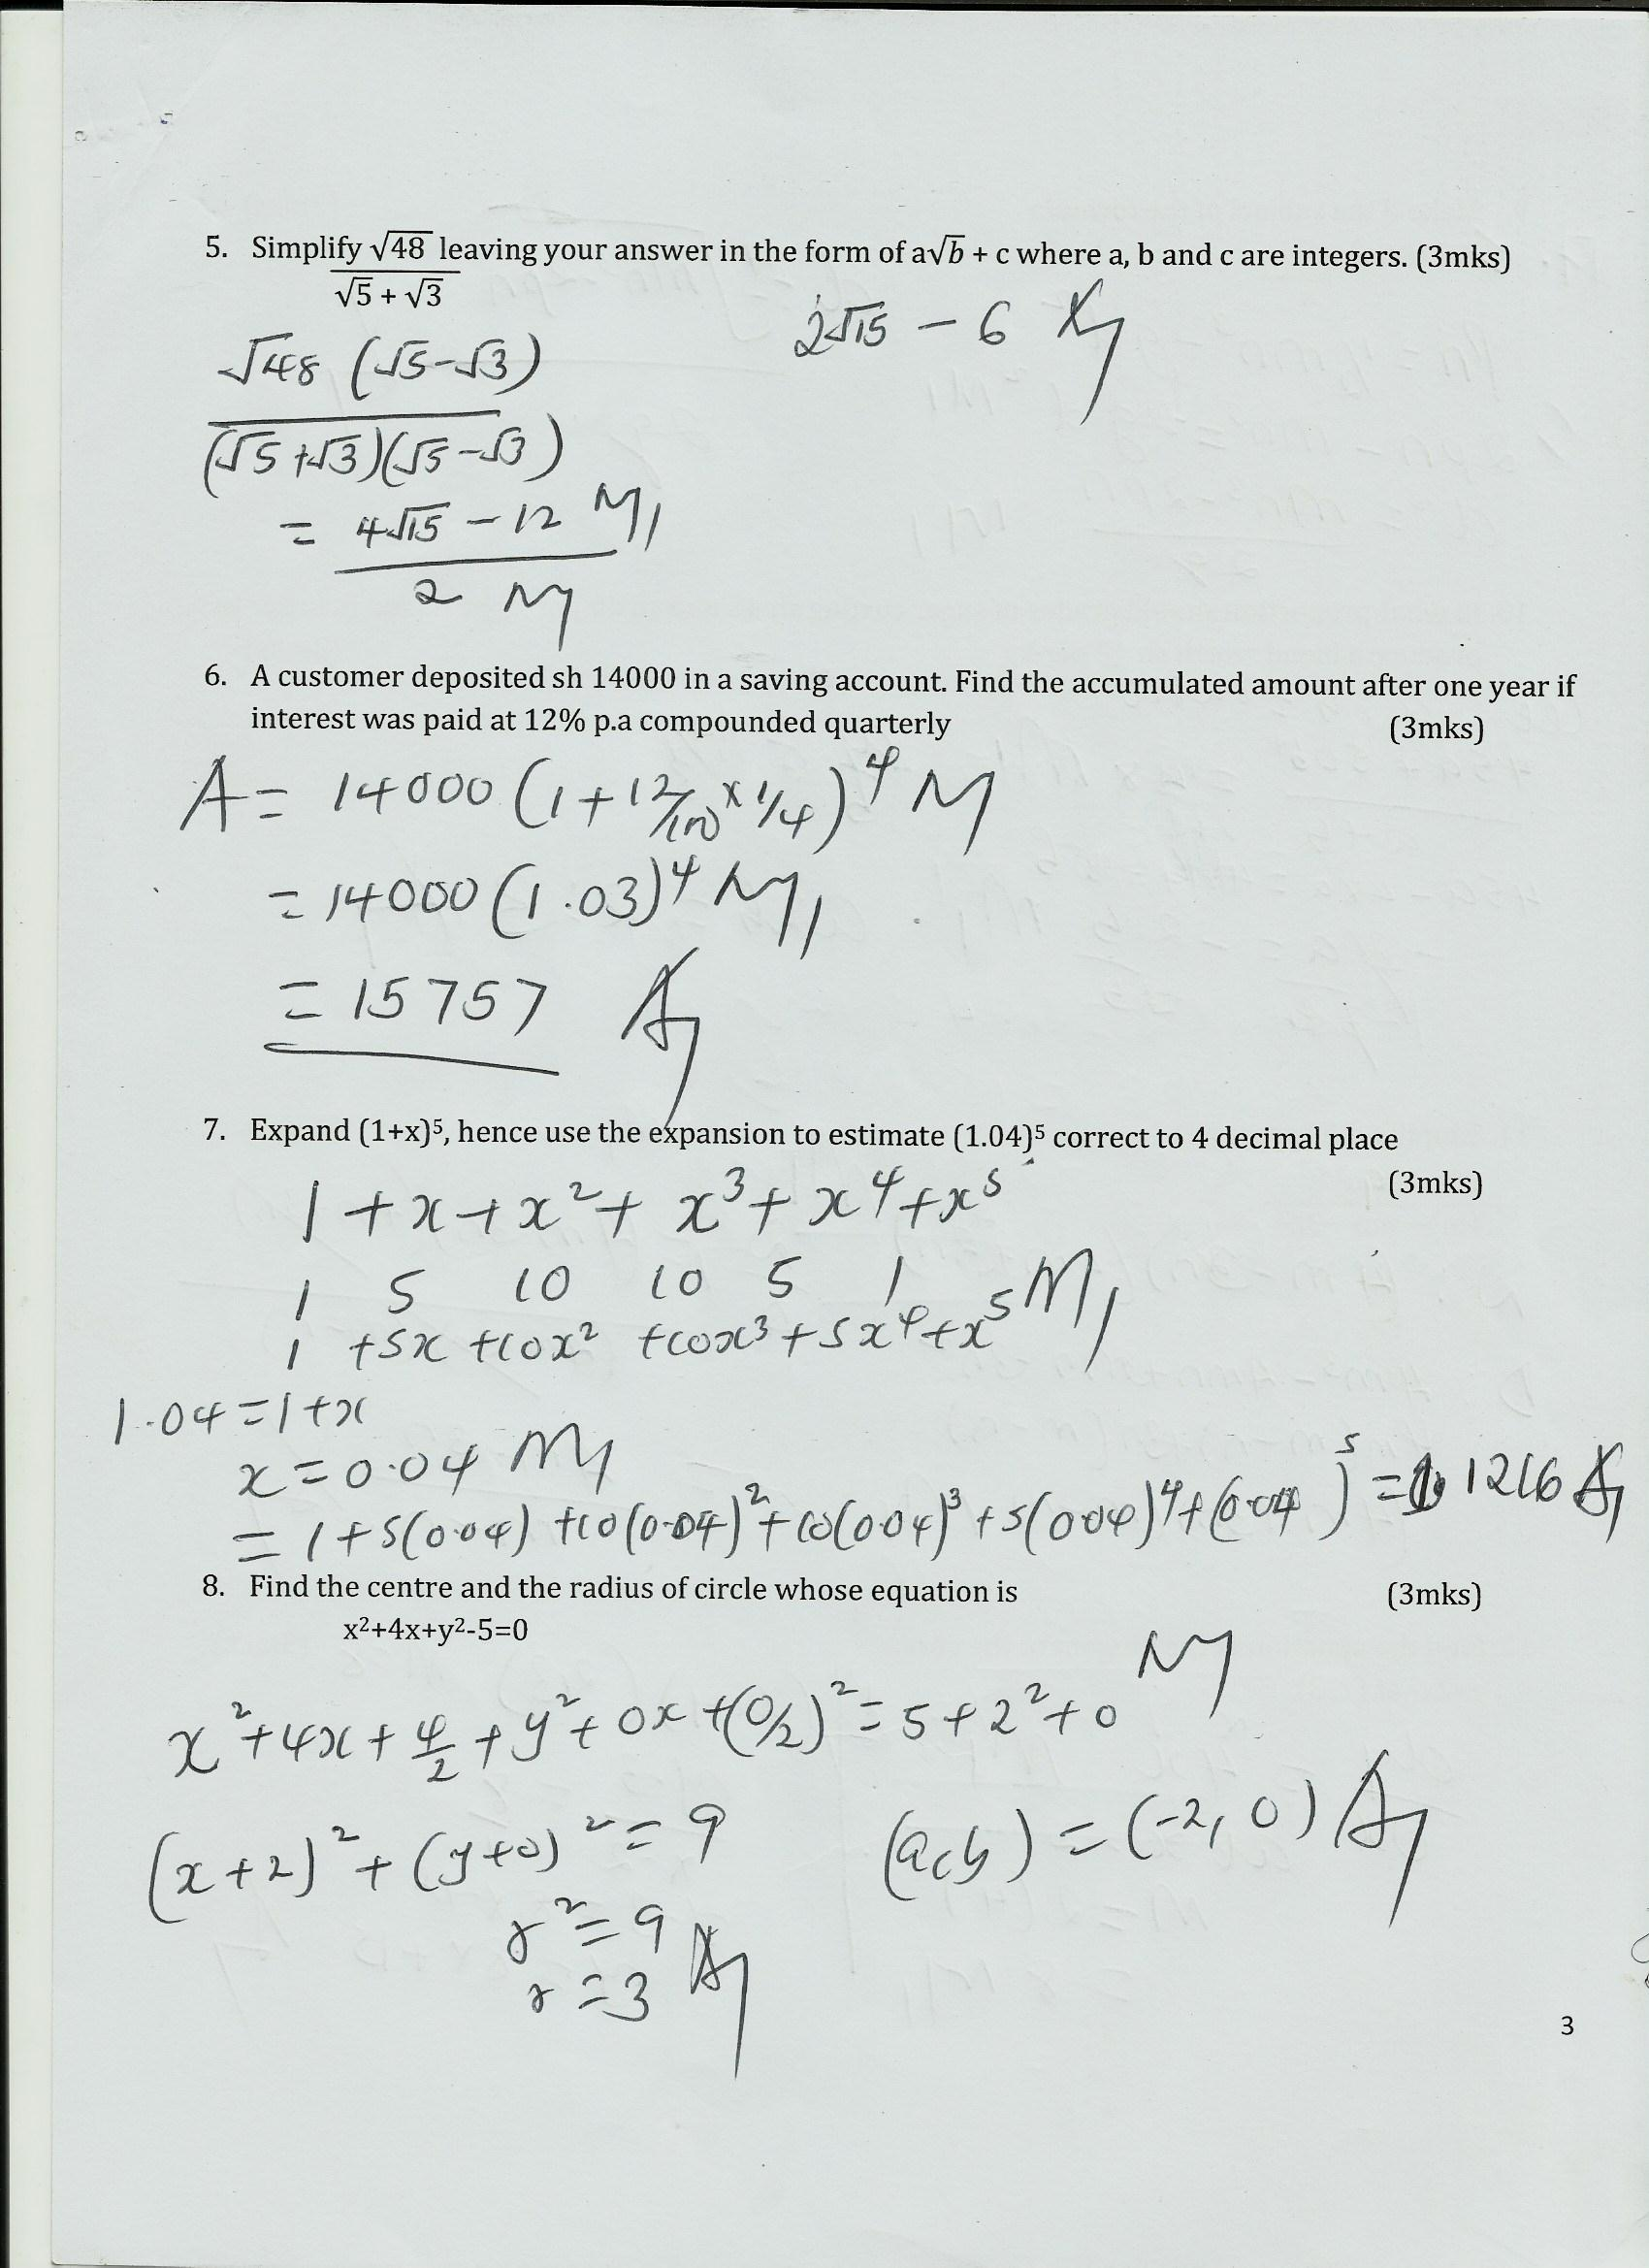 5. Simplify √48 leaving your answer in the form of a√b + c where a, b and c are integers. (3mks)
√5 + √3
2√15 - 6 A1
√48 (√5-√3)
(√5+√3)(√5-√3)
= 4√15 - 12 M1
2 M1
6. A customer deposited sh 14000 in a saving account. Find the accumulated amount after one year if
interest was paid at 12% p.a compounded quarterly (3mks)
A = 14000 (1 + 12/100 x 1/4)⁴ M
= 14000 (1.03)⁴ M1
= 15757 A1
7. Expand (1+x)⁵, hence use the expansion to estimate (1.04)⁵ correct to 4 decimal place
(3mks)
1 + x + x² + x³ + x⁴ + x⁵
1 5 10 10 5 1
1 +5x +10x² +10x³ +5x⁴ +x⁵ M1
1.04 = 1+x
x = 0.04 M1
= 1+5(0.04) +10(0.04)² + 10(0.04)³ + 5(0.04)⁴ + (0.04)⁵ = 1.1216 A1
8. Find the centre and the radius of circle whose equation is (3mks)
x²+4x+y²-5=0
x² + 4x + 4/2 + y² + 0x + (0/2)² = 5 + 2² + 0 M1
(x+2)² + (y+0)² = 9
(a,b) = (-2, 0) A1
r² = 9
r = 3 A1
3